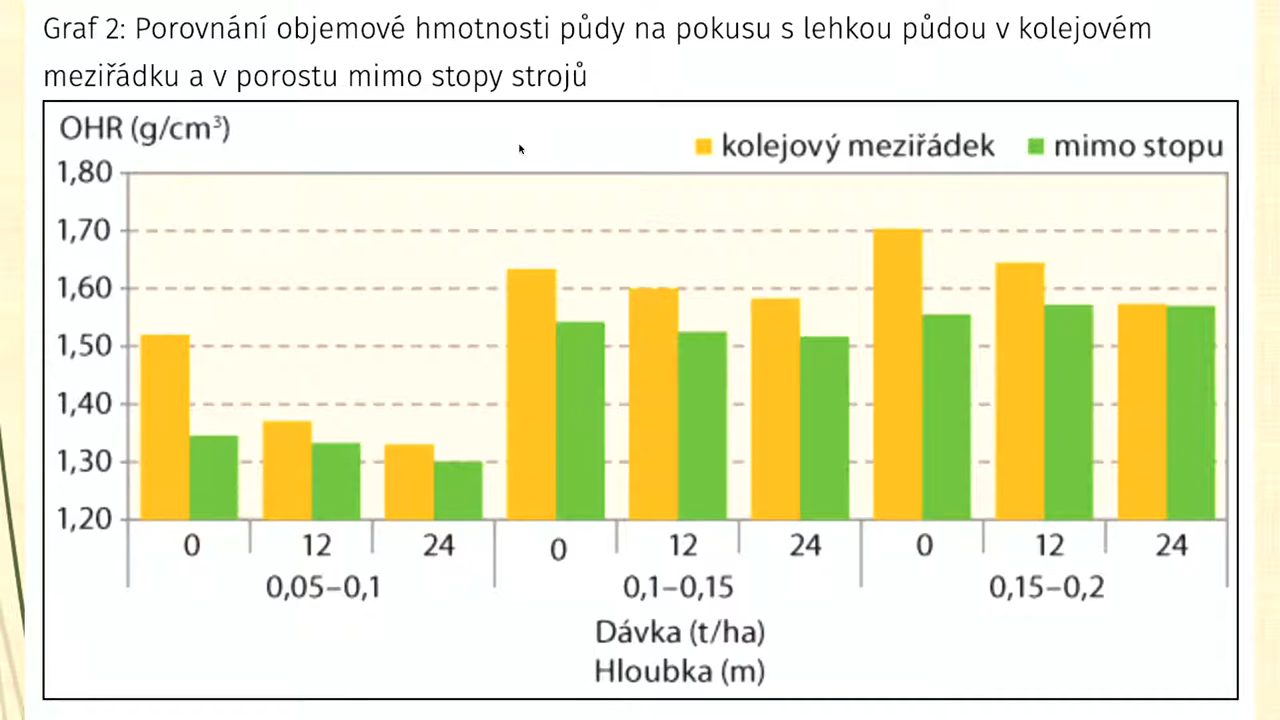 Graf 2: Porovnání objemové hmotnosti půdy na pokusu s lehkou půdou v kolejovém
meziřádku a v porostu mimo stopy strojů
OHR (g/cm³)
kolejový meziřádek mimo stopu
1,80
1,70
1,60
1,50
1,40
1,30
1,20
0 12 24 0 12 24 0 12 24
0,05–0,1 0,1–0,15 0,15–0,2
Dávka (t/ha)
Hloubka (m)